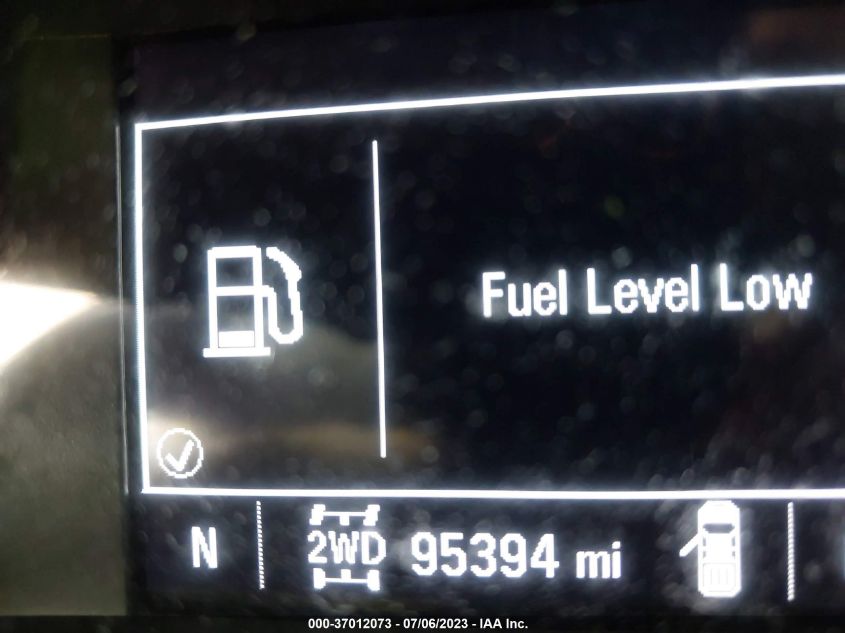 Fuel Level Low
N 2WD 95394 mi
000-37012073 - 07/06/2023 - IAA Inc.